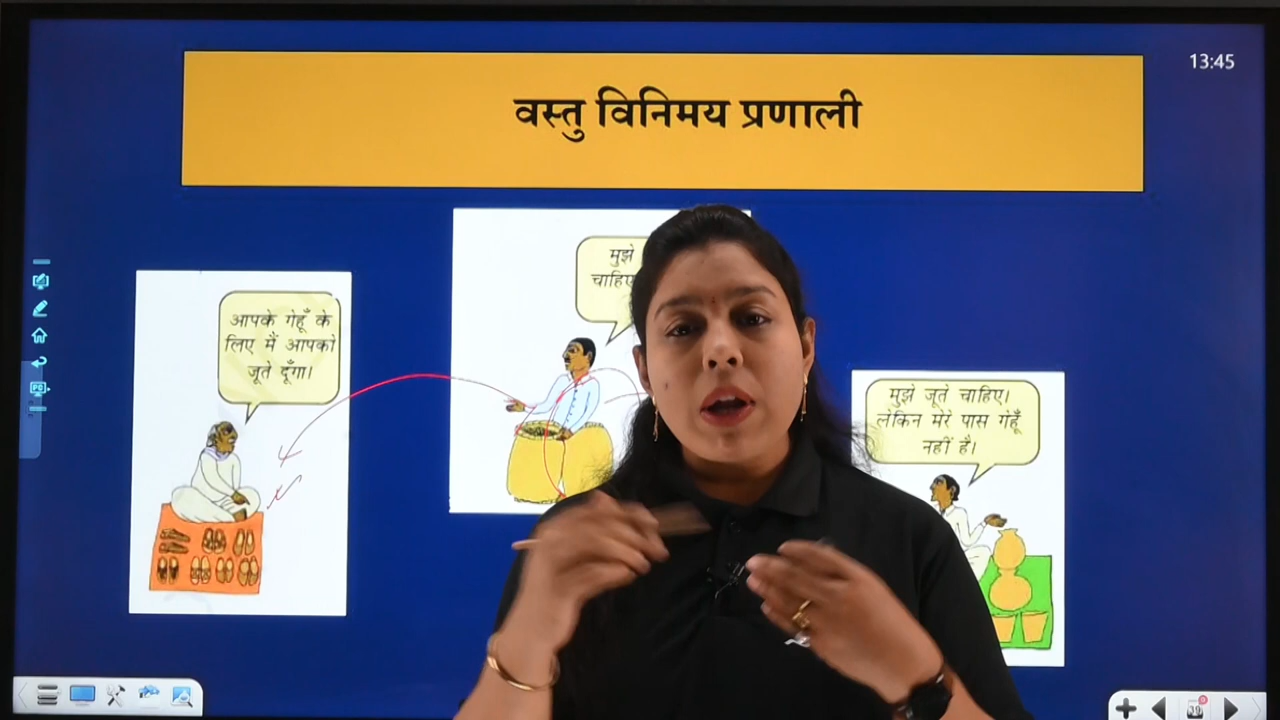 वस्तु विनिमय प्रणाली
13:45
आपके गेहूँ के
लिए मैं आपको
जूते दूँगा।
मुझे
चाहिए
मुझे जूते चाहिए।
लेकिन मेरे पास गेहूँ
नहीं है।